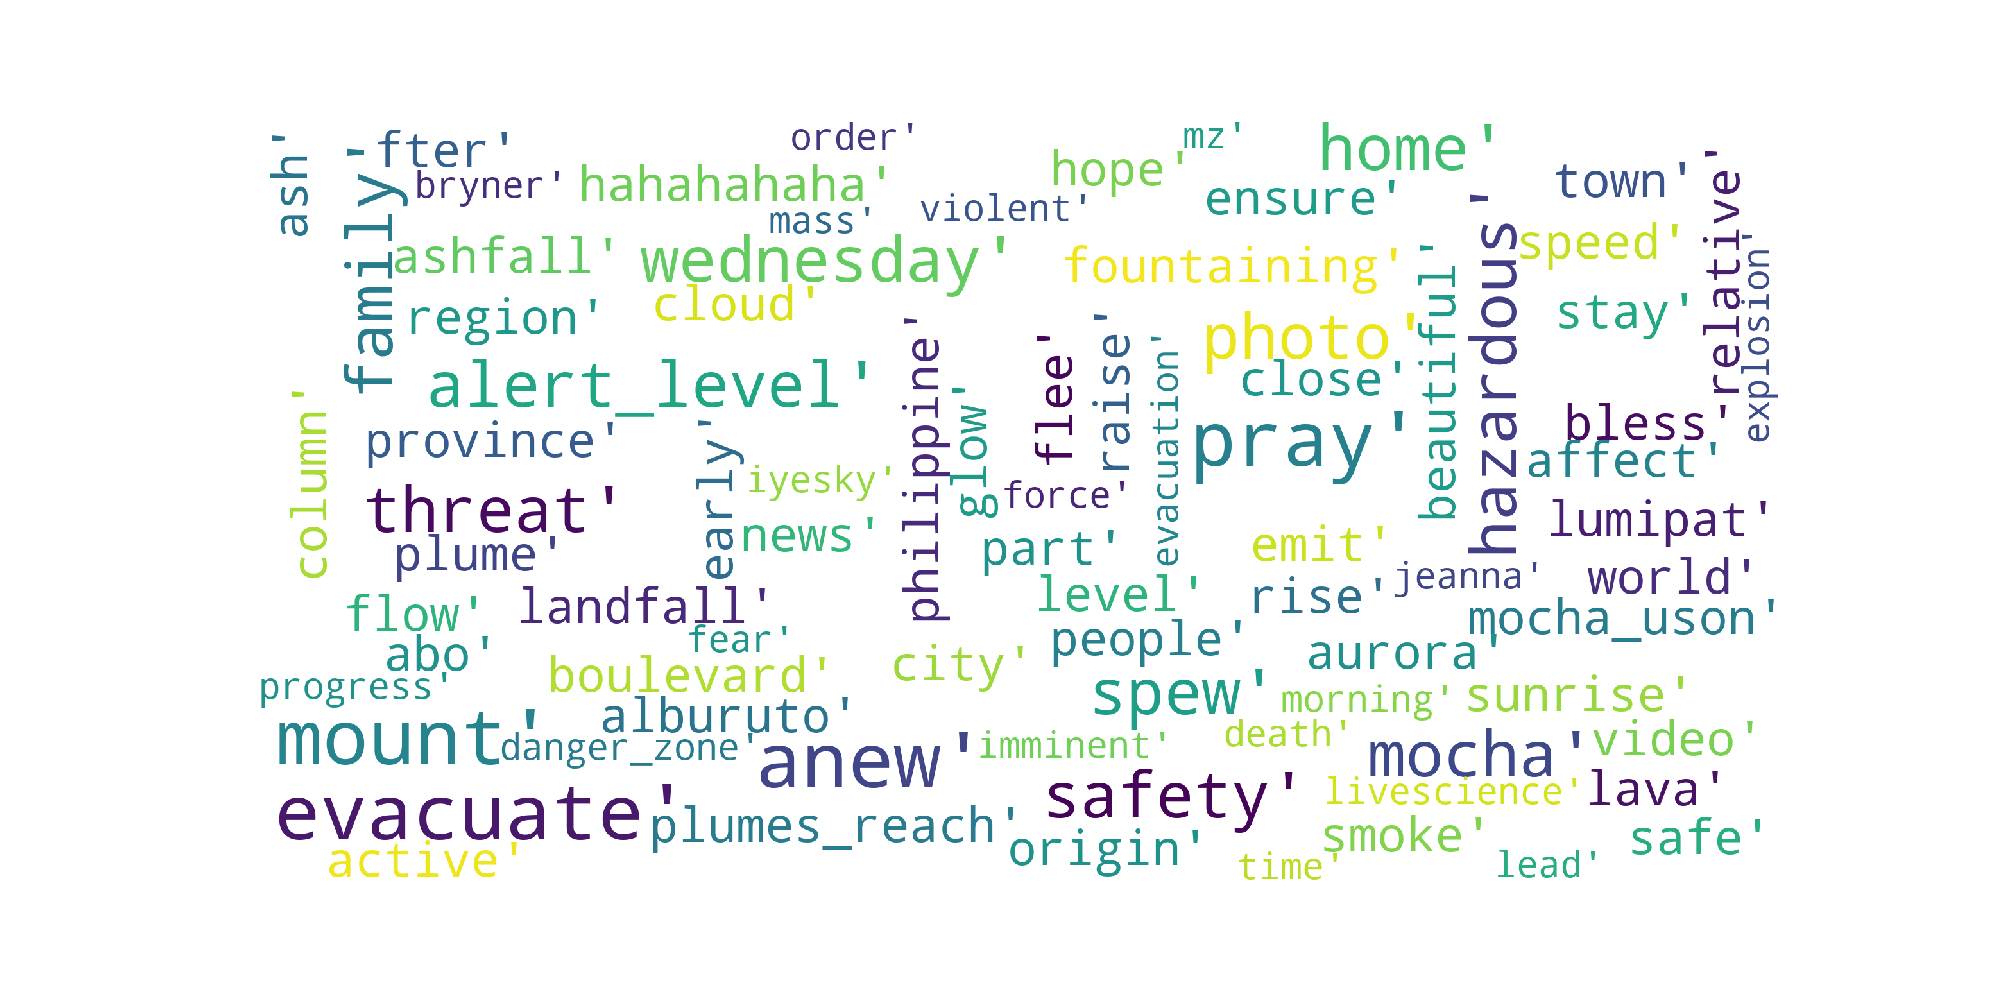 order'
mz'
home'
ash'
fter'
family'
bryner'
hahahahaha'
hope'
ensure'
town'
relative'
mass'
violent'
hazardous'
ashfall'
wednesday'
fountaining'
beautiful'
speed'
explosion'
region'
cloud'
philippine'
raise'
photo'
stay'
alert_level'
glow'
flee'
evacuation'
close'
column'
province'
early'
pray'
bless'
iyesky'
force'
affect'
threat'
news'
part'
emit'
lumipat'
plume'
jeanna'
world'
flow'
landfall'
level'
rise'
mocha_uson'
abo'
fear'
people'
aurora'
progress'
boulevard'
city'
spew'
morning'
sunrise'
mount'
alburuto'
danger_zone'
anew'
imminent'
death'
mocha'
video'
evacuate'
plumes_reach'
safety'
livescience'
lava'
active'
origin'
time'
smoke'
lead'
safe'